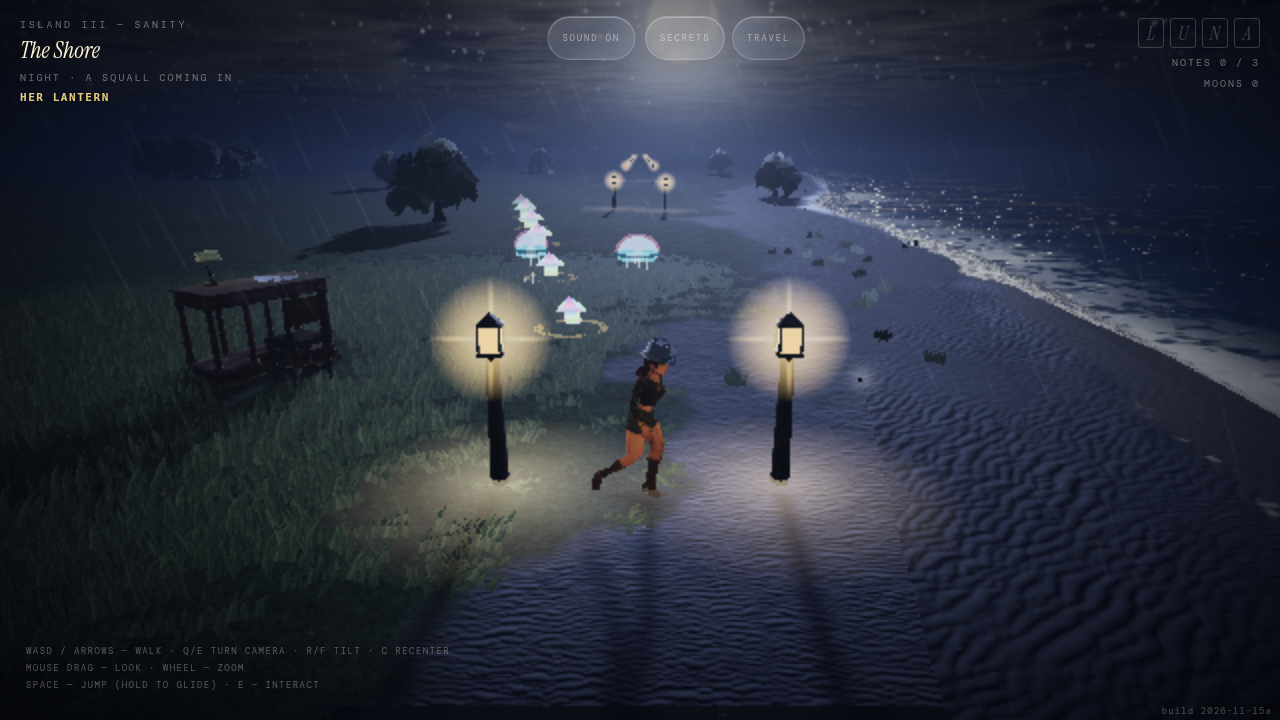 ISLAND III — SANITY
The Shore
NIGHT · A SQUALL COMING IN
HER LANTERN
SOUND ON
SECRETS
TRAVEL
L U N A
NOTES 0 / 3
MOONS 0
WASD / ARROWS — WALK · Q/E TURN CAMERA · R/F TILT · C RECENTER
MOUSE DRAG — LOOK · WHEEL — ZOOM
SPACE — JUMP (HOLD TO GLIDE) · E — INTERACT
build 2026-11-15a